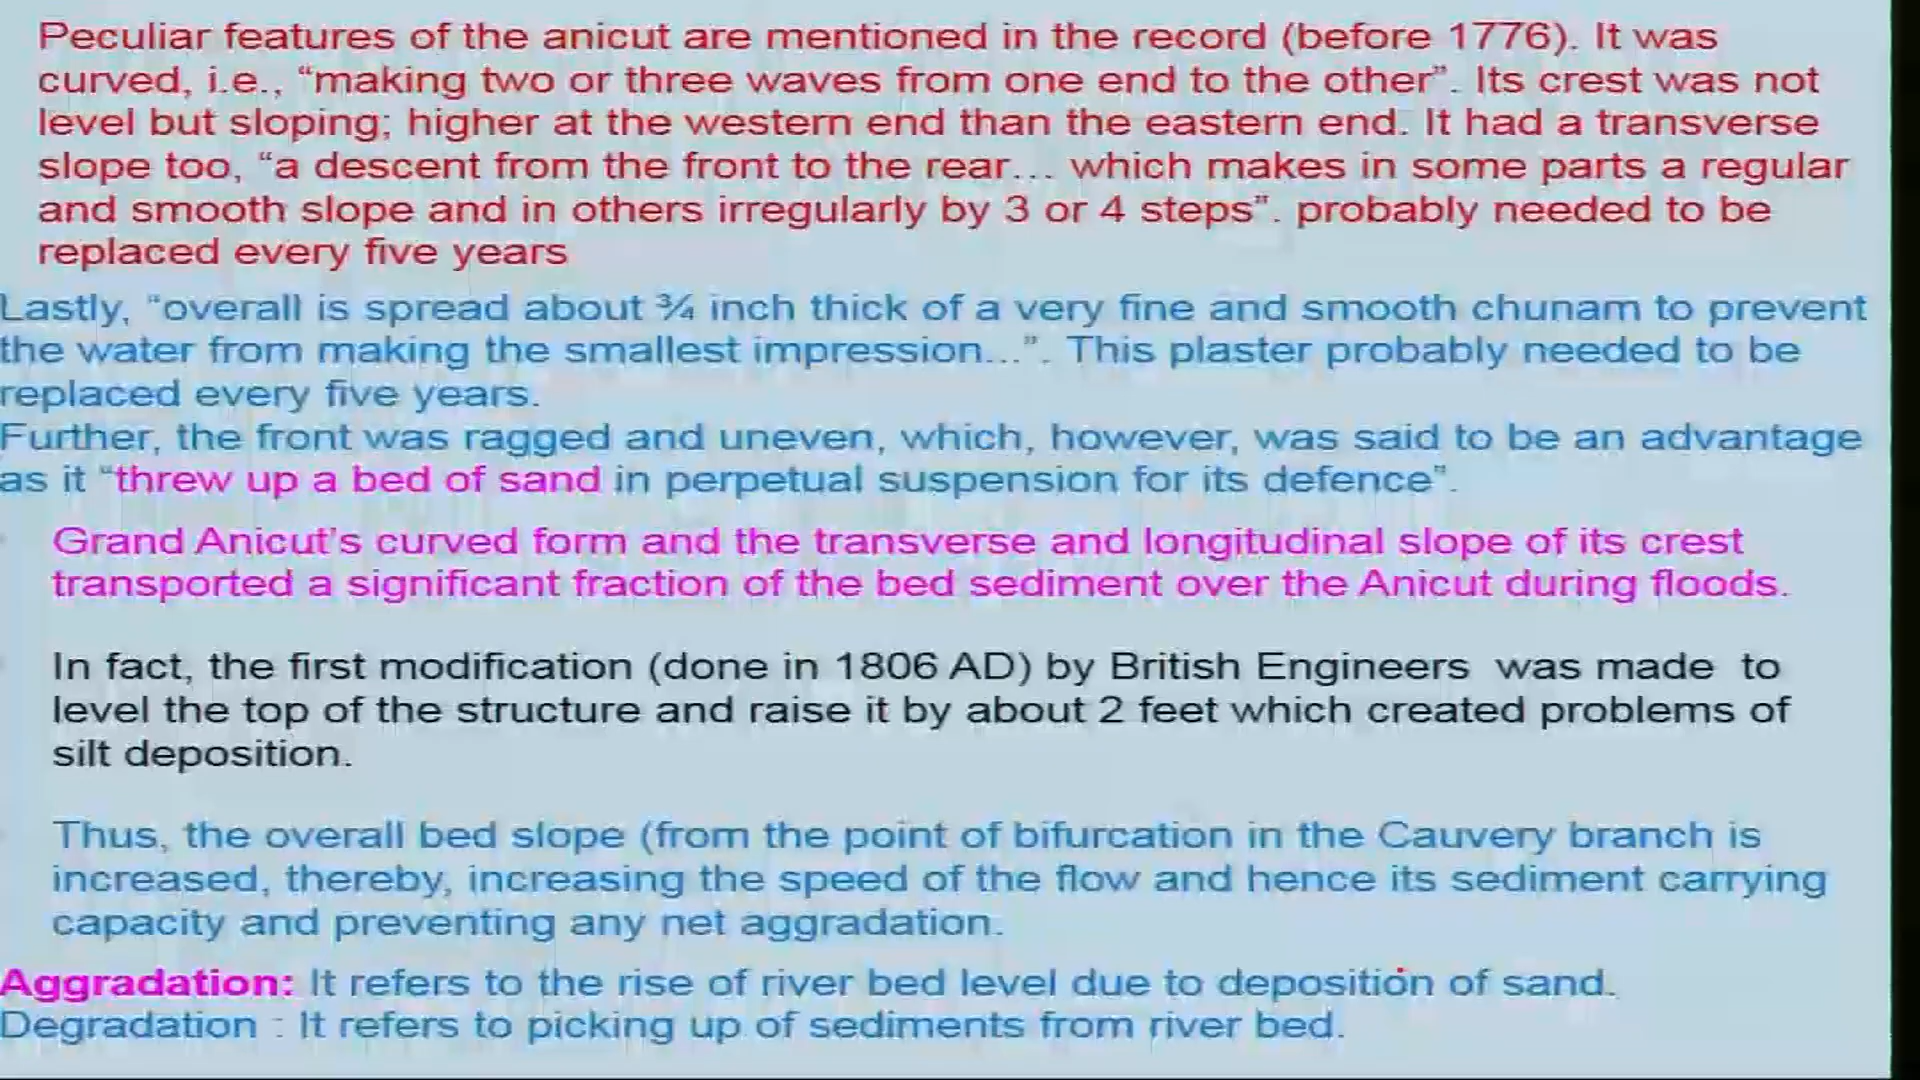 Peculiar features of the anicut are mentioned in the record (before 1776). It was
curved, i.e., “making two or three waves from one end to the other”. Its crest was not
level but sloping; higher at the western end than the eastern end. It had a transverse
slope too, “a descent from the front to the rear... which makes in some parts a regular
and smooth slope and in others irregularly by 3 or 4 steps”. probably needed to be
replaced every five years
Lastly, “overall is spread about ¾ inch thick of a very fine and smooth chunam to prevent
the water from making the smallest impression...”. This plaster probably needed to be
replaced every five years.
Further, the front was ragged and uneven, which, however, was said to be an advantage
as it “threw up a bed of sand in perpetual suspension for its defence”.
Grand Anicut’s curved form and the transverse and longitudinal slope of its crest
transported a significant fraction of the bed sediment over the Anicut during floods.
In fact, the first modification (done in 1806 AD) by British Engineers was made to
level the top of the structure and raise it by about 2 feet which created problems of
silt deposition.
Thus, the overall bed slope (from the point of bifurcation in the Cauvery branch is
increased, thereby, increasing the speed of the flow and hence its sediment carrying
capacity and preventing any net aggradation.
Aggradation: It refers to the rise of river bed level due to deposition of sand.
Degradation : It refers to picking up of sediments from river bed.